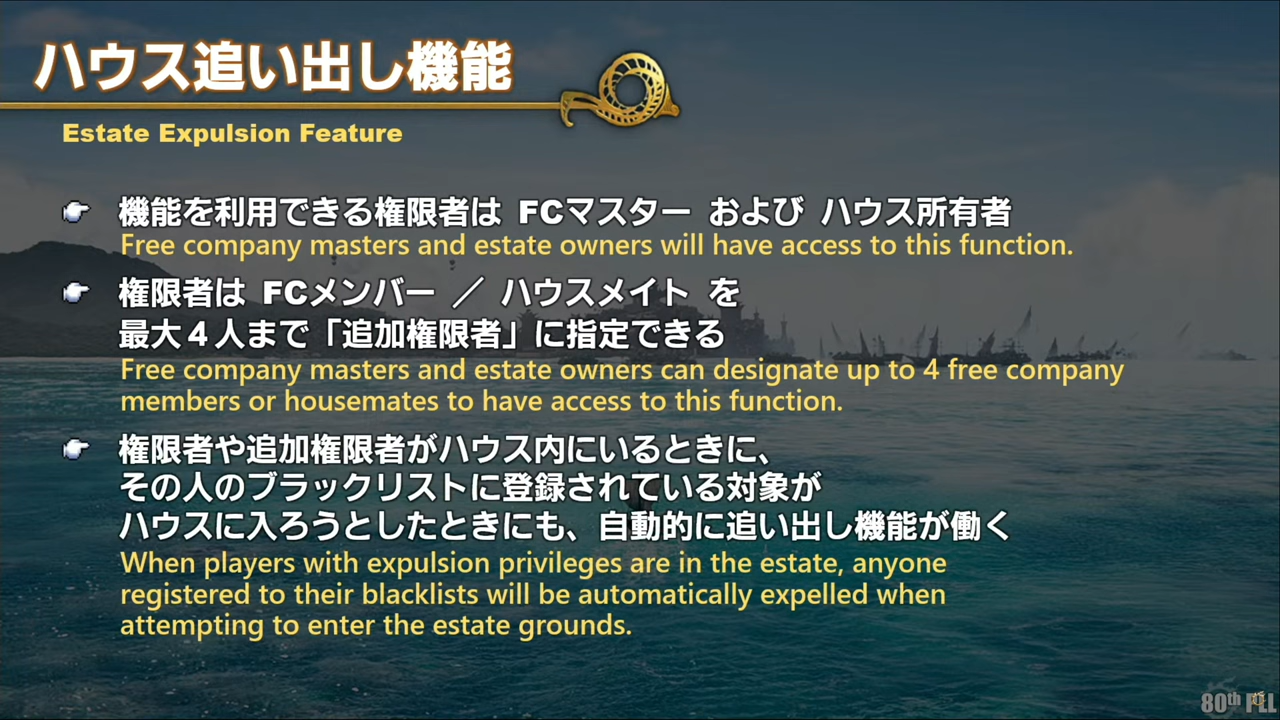 ハウス追い出し機能
Estate Expulsion Feature
機能を利用できる権限者は FCマスター および ハウス所有者
Free company masters and estate owners will have access to this function.
権限者は FCメンバー ／ ハウスメイト を
最大４人まで「追加権限者」に指定できる
Free company masters and estate owners can designate up to 4 free company
members or housemates to have access to this function.
権限者や追加権限者がハウス内にいるときに、
その人のブラックリストに登録されている対象が
ハウスに入ろうとしたときにも、自動的に追い出し機能が働く
When players with expulsion privileges are in the estate, anyone
registered to their blacklists will be automatically expelled when
attempting to enter the estate grounds.
80th PLL